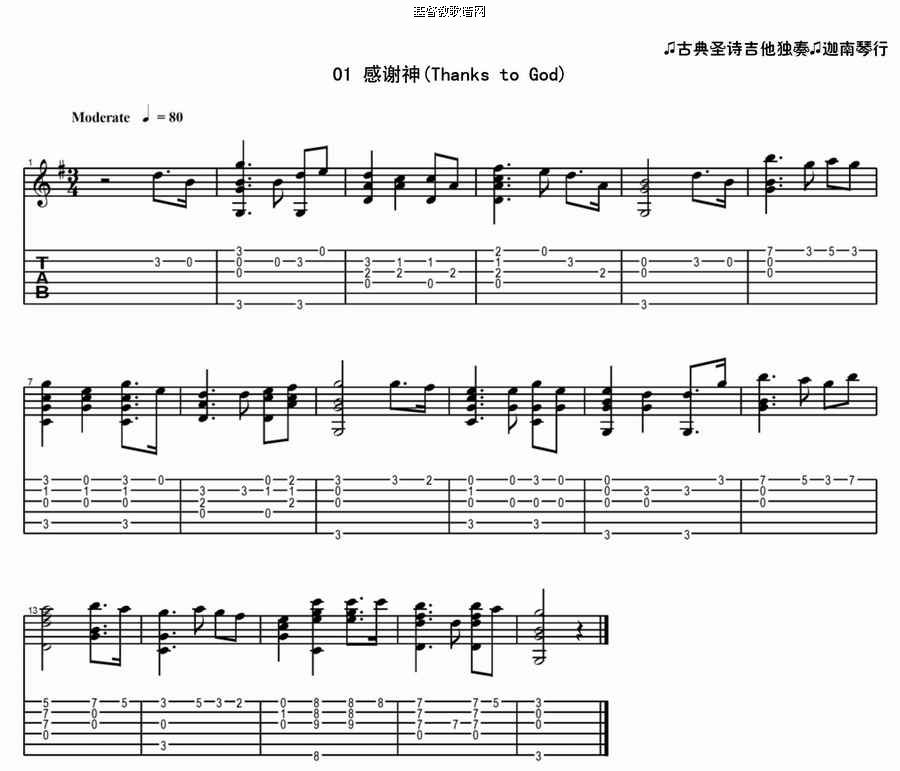 基督教歌谱网
♫古典圣诗吉他独奏♫迦南琴行
01 感谢神(Thanks to God)
Moderate ♩ = 80
1
3
4
T
A
B
3 0 3 0 0 3 0 2 0 7 3 5 3
0 0 3 3 1 1 1 3 0 3 0 0
0 2 2 2 2 2 0 0
0 0 0
3 3 3
7
3 0 3 0 0 2 3 3 2 0 0 3 0 0 3 7 5 3 7
1 0 1 3 3 1 1 0 1 0 3 3 0
0 0 0 2 2 0 0 0 0 0 0 0 0
0 0
3 3 3
3 3 3
13
5 7 5 3 5 3 2 0 8 8 8 7 7 5 3
7 0 1 8 8 7 7 0
7 0 0 0 9 9 7 7 7 0
0 0 0
3
8 3